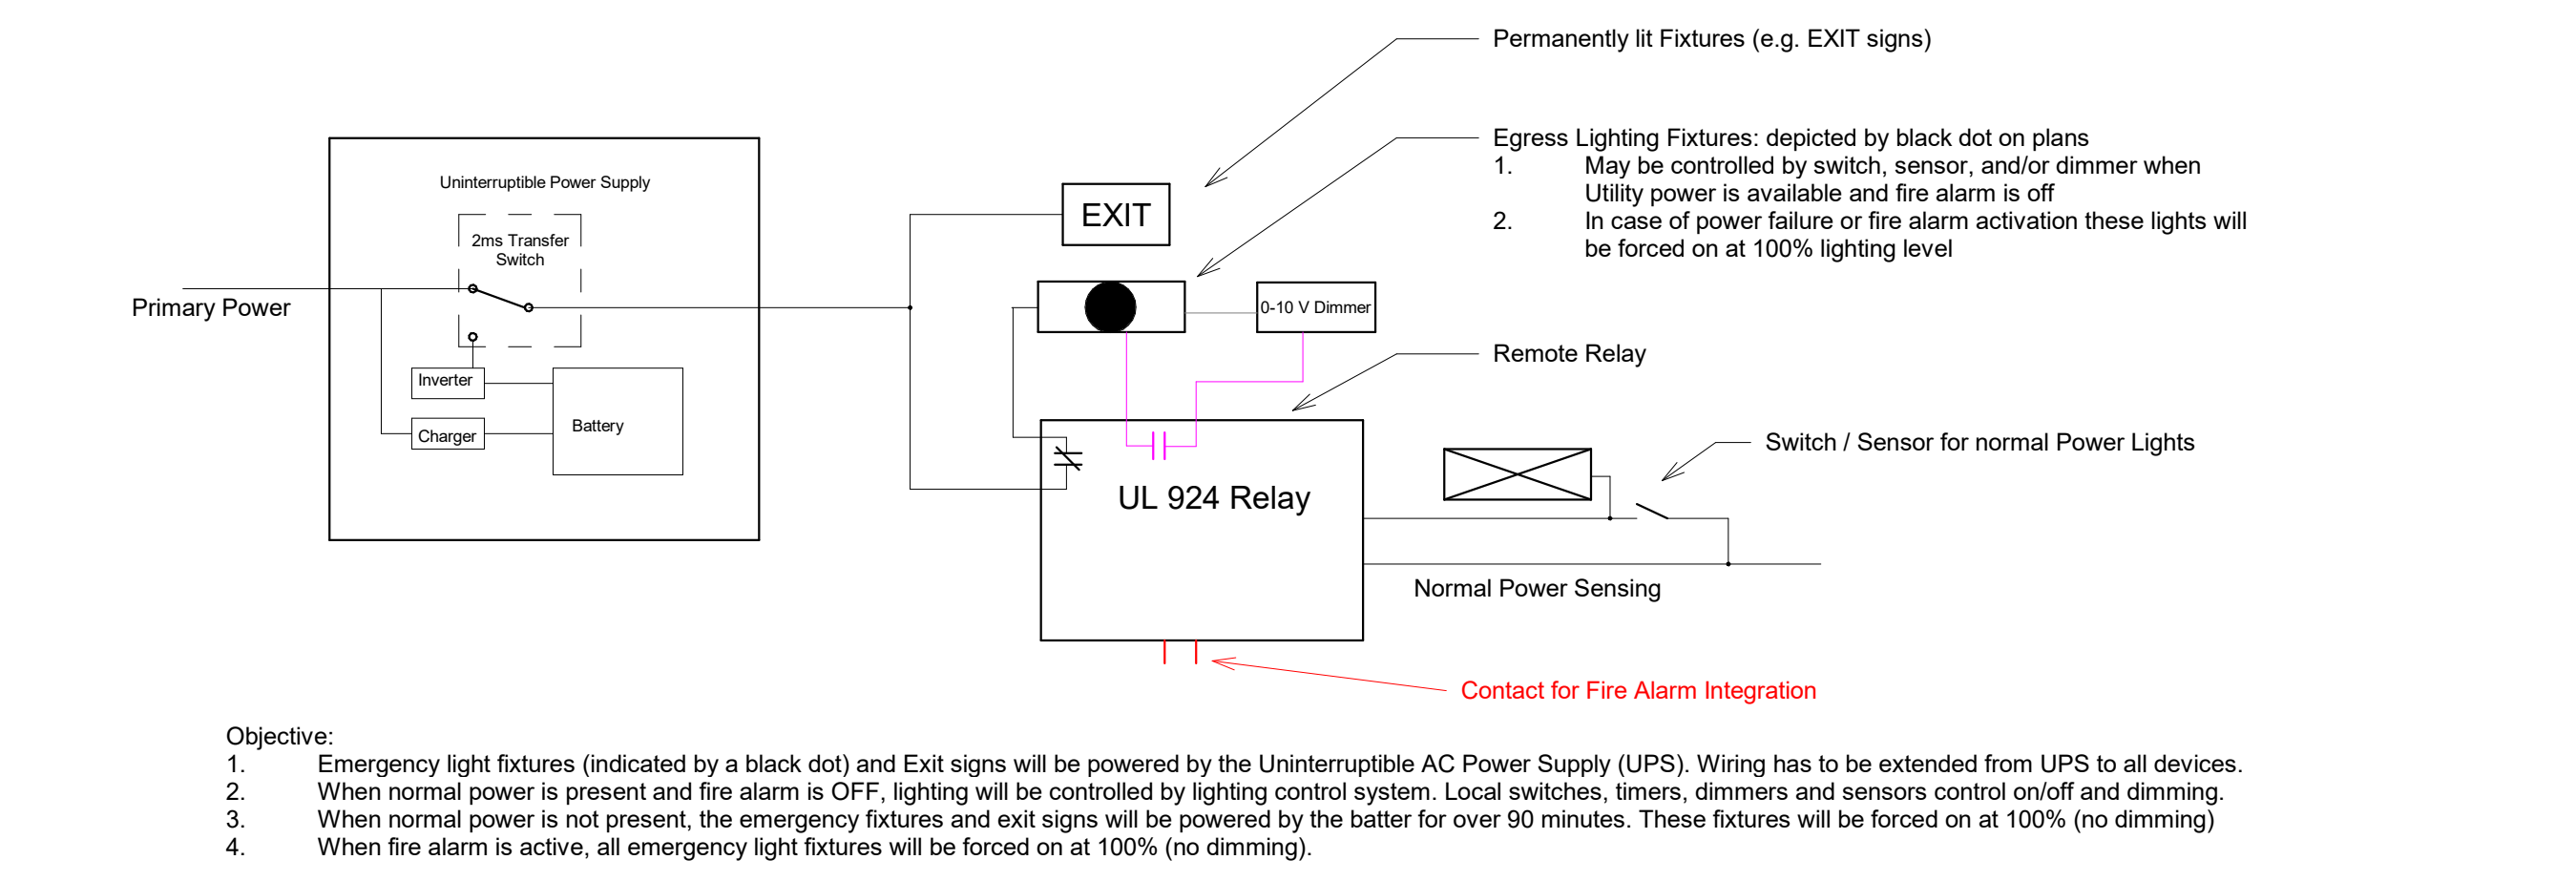 Permanently lit Fixtures (e.g. EXIT signs)
Egress Lighting Fixtures: depicted by black dot on plans
1. May be controlled by switch, sensor, and/or dimmer when
Utility power is available and fire alarm is off
2. In case of power failure or fire alarm activation these lights will
be forced on at 100% lighting level
Uninterruptible Power Supply
2ms Transfer
Switch
EXIT
Primary Power
0-10 V Dimmer
Remote Relay
Inverter
Battery
Charger
Switch / Sensor for normal Power Lights
UL 924 Relay
Normal Power Sensing
Contact for Fire Alarm Integration
Objective:
1. Emergency light fixtures (indicated by a black dot) and Exit signs will be powered by the Uninterruptible AC Power Supply (UPS). Wiring has to be extended from UPS to all devices.
2. When normal power is present and fire alarm is OFF, lighting will be controlled by lighting control system. Local switches, timers, dimmers and sensors control on/off and dimming.
3. When normal power is not present, the emergency fixtures and exit signs will be powered by the batter for over 90 minutes. These fixtures will be forced on at 100% (no dimming)
4. When fire alarm is active, all emergency light fixtures will be forced on at 100% (no dimming).